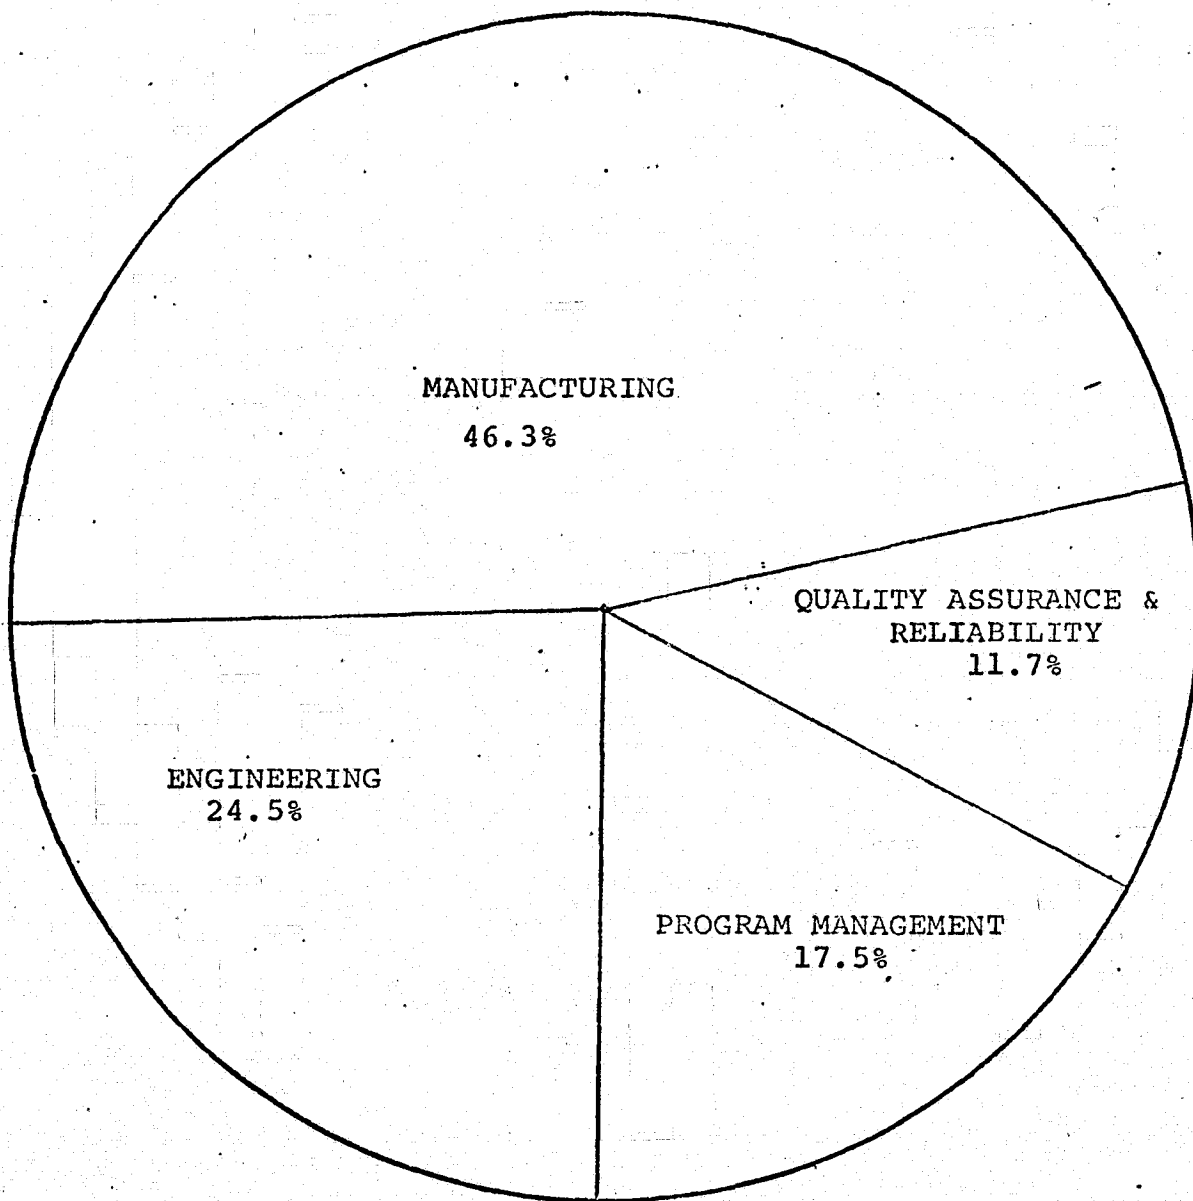 MANUFACTURING
46.3%
QUALITY ASSURANCE &
RELIABILITY
11.7%
ENGINEERING
24.5%
PROGRAM MANAGEMENT
17.5%